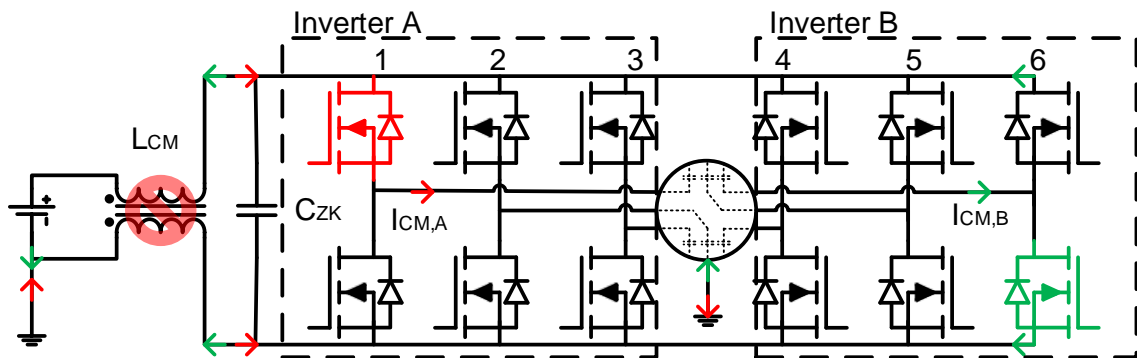 Inverter A
Inverter B
1
2
3
4
5
6
LCM
+
-
CZK
ICM,A
ICM,B